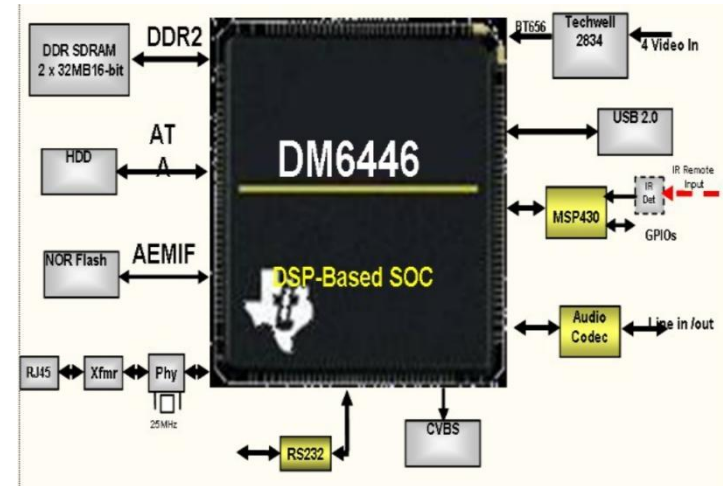 DDR SDRAM
2 x 32MB16-bit
DDR2
BT656
Techwell
2834
4 Video In
HDD
AT
A
DM6446
USB 2.0
IR Remote
Input
IR
Det
MSP430
GPIOs
NOR Flash
AEMIF
DSP-Based SOC
Audio
Codec
Line in /out
RJ45
Xfmr
Phy
25MHz
RS232
CVBS